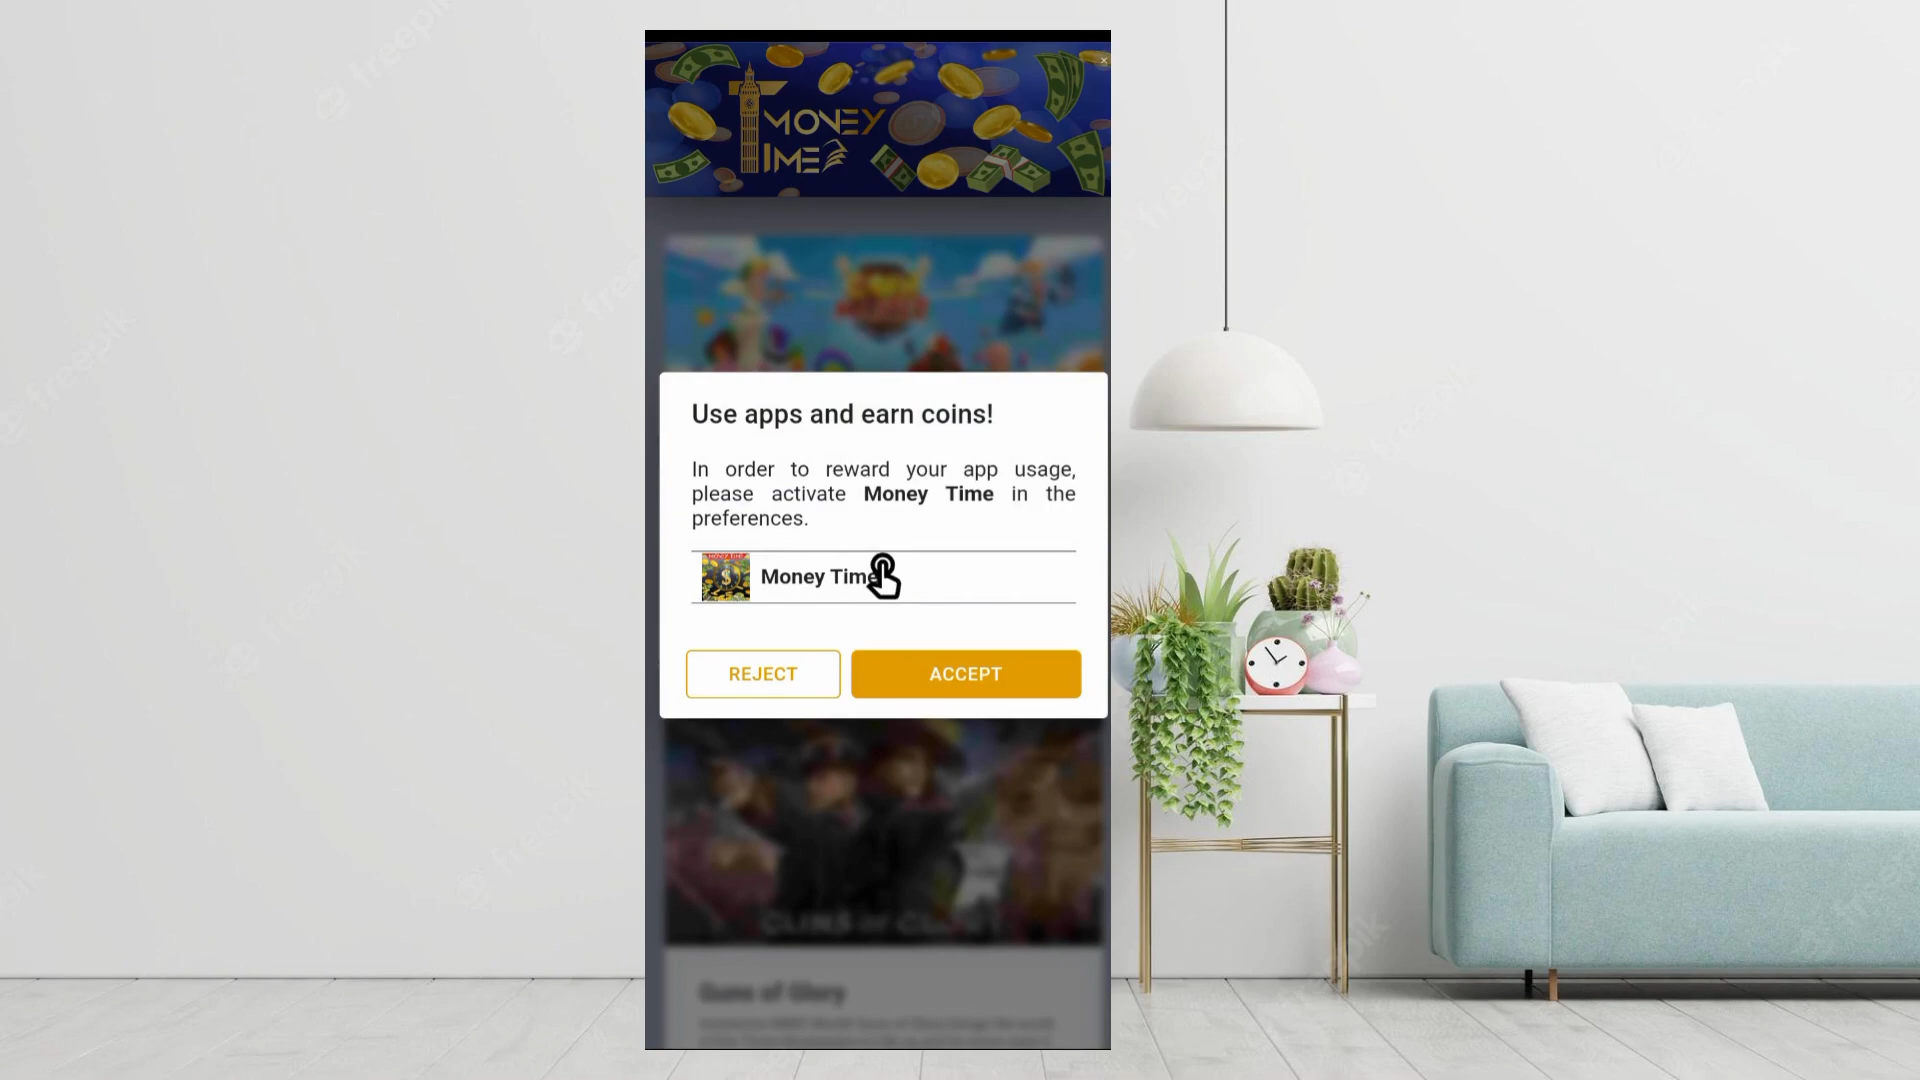 MONEY
TIME
Use apps and earn coins!
In order to reward your app usage,
please activate Money Time in the
preferences.
Money Time
REJECT
ACCEPT
Guns of Glory
freepik